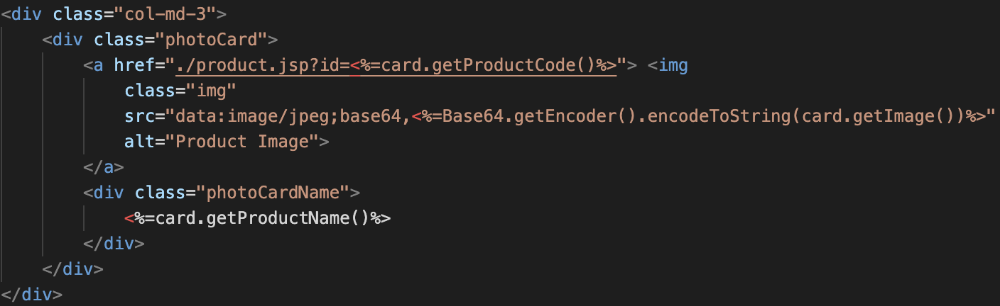 <div class="col-md-3">
    <div class="photoCard">
        <a href="./product.jsp?id=<%=card.getProductCode()%>"> <img
            class="img"
            src="data:image/jpeg;base64,<%=Base64.getEncoder().encodeToString(card.getImage())%>"
            alt="Product Image">
        </a>
        <div class="photoCardName">
            <%=card.getProductName()%>
        </div>
    </div>
</div>